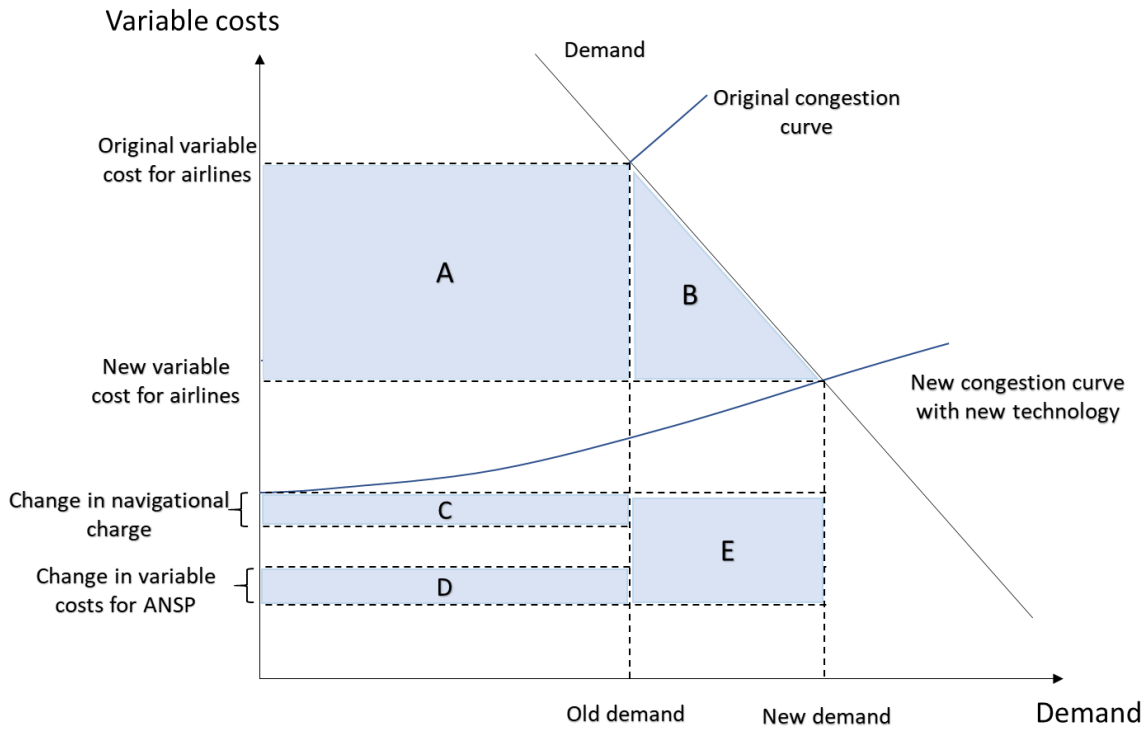 Variable costs
Demand
Original congestion
curve
Original variable
cost for airlines
A
B
New variable
cost for airlines
New congestion curve
with new technology
Change in navigational
charge
C
E
Change in variable
costs for ANSP
D
Old demand
New demand
Demand